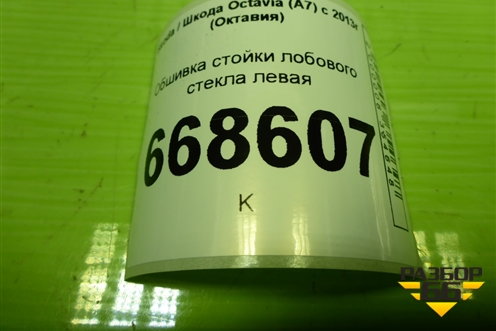 / Шкода Octavia (A7) с 2013г
(Октавия)
Обшивка стойки лобового
стекла левая
668607
К
РАЗБОР